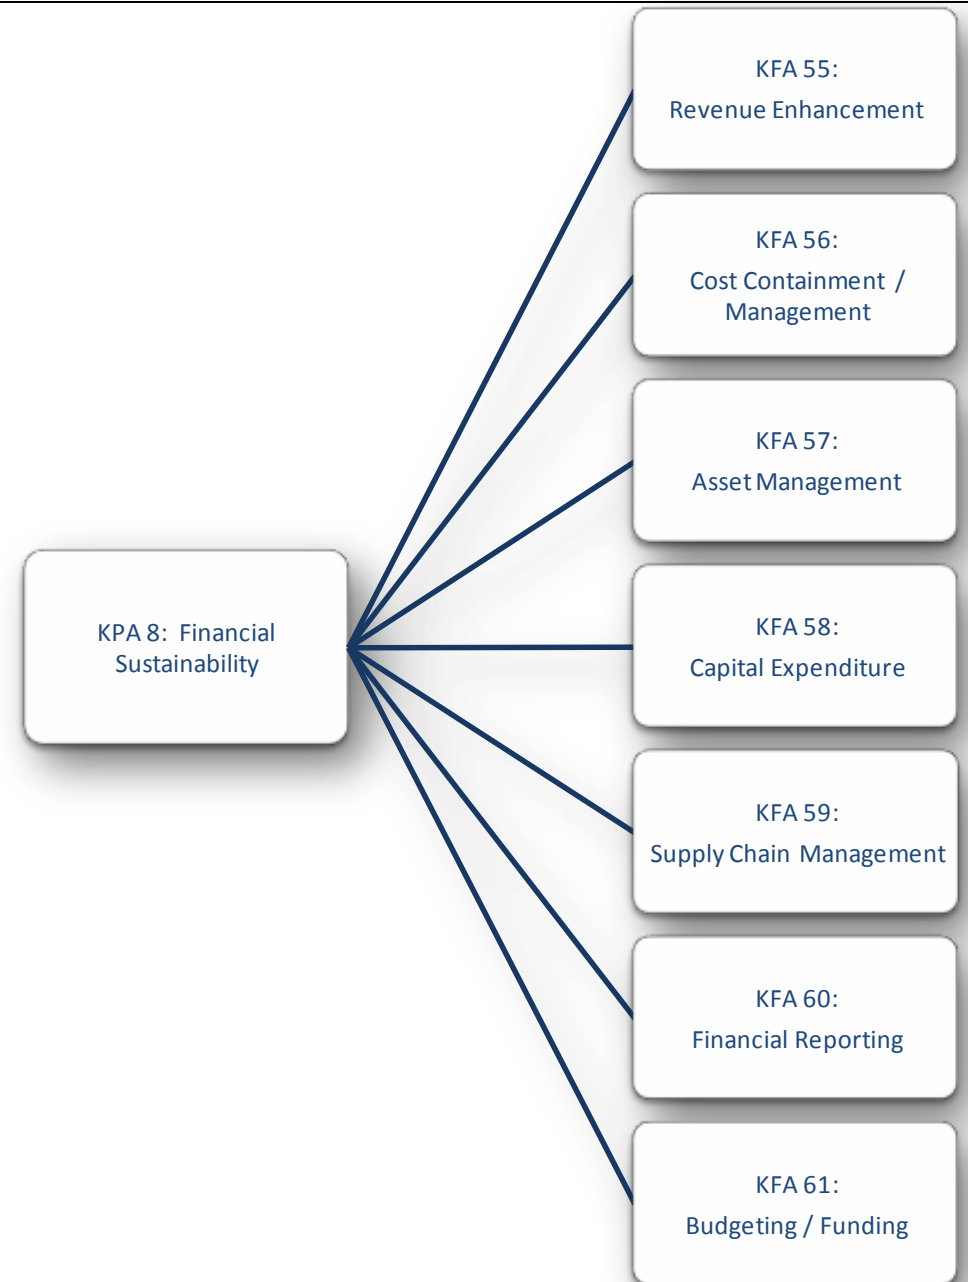 KFA 55:
Revenue Enhancement
KFA 56:
Cost Containment /
Management
KFA 57:
Asset Management
KPA 8: Financial
Sustainability
KFA 58:
Capital Expenditure
KFA 59:
Supply Chain Management
KFA 60:
Financial Reporting
KFA 61:
Budgeting / Funding